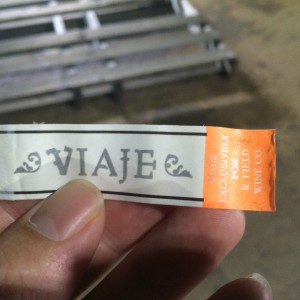 VIAJE
EXCLUSIVELY
FOR
R. FIELD
WINE CO.